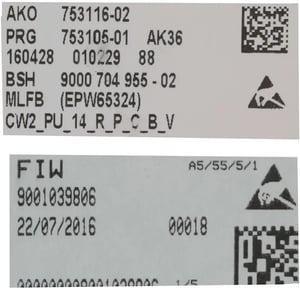 AKO 753116-02
PRG 753105-01 AK36
160428 010229 88
BSH 9000 704 955 - 02
MLFB (EPW65324)
CW2_PU_14_R_P_C_B_V
FIW A5/55/5/1
9001039806
22/07/2016 00018